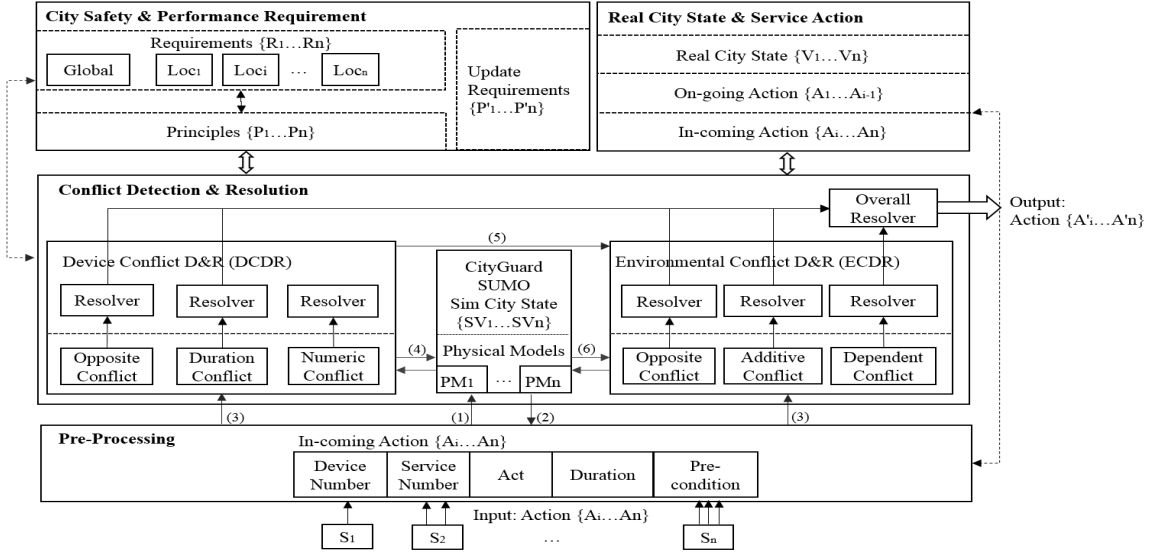 City Safety & Performance Requirement
Requirements {R1…Rn}
Global
Loc1
Loci
…
Locn
Principles {P1…Pn}
Update
Requirements
{P'1…P'n}
Real City State & Service Action
Real City State {V1…Vn}
On-going Action {A1…Ai-1}
In-coming Action {Ai…An}
Conflict Detection & Resolution
Overall
Resolver
Output:
Action {A'i…A'n}
(5)
Device Conflict D&R (DCDR)
Resolver
Resolver
Resolver
Opposite
Conflict
Duration
Conflict
Numeric
Conflict
(4)
CityGuard
SUMO
Sim City State
{SV1…SVn}
Physical Models
PM1
…
PMn
(6)
Environmental Conflict D&R (ECDR)
Resolver
Resolver
Resolver
Opposite
Conflict
Additive
Conflict
Dependent
Conflict
(3)
(1)
(2)
(3)
Pre-Processing
In-coming Action {Ai…An}
Device
Number
Service
Number
Act
Duration
Pre-
condition
Input: Action {Ai…An}
S1
S2
…
Sn